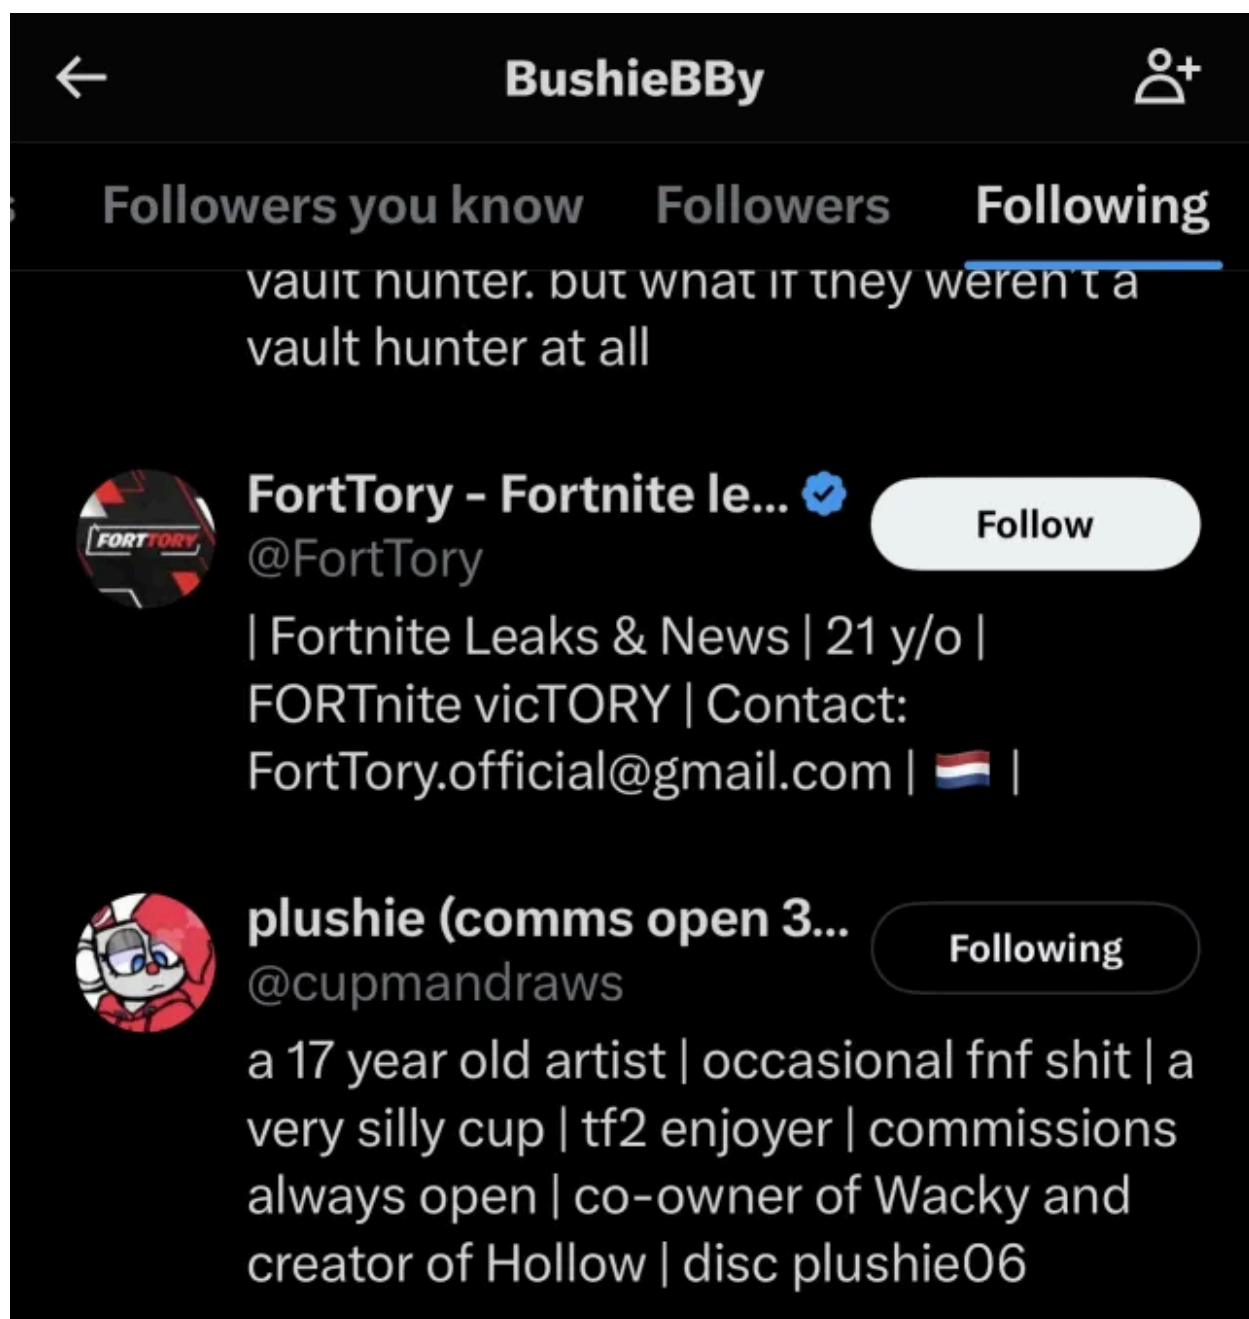 BushieBBy
Followers you know Followers Following
vault hunter. but what if they weren't a
vault hunter at all
FORTTORY
FortTory - Fortnite le...
Follow
@FortTory
| Fortnite Leaks & News | 21 y/o |
FORTnite vicTORY | Contact:
FortTory.official@gmail.com | 🇳🇱 |
plushie (comms open 3...
Following
@cupmandraws
a 17 year old artist | occasional fnf shit | a
very silly cup | tf2 enjoyer | commissions
always open | co-owner of Wacky and
creator of Hollow | disc plushie06